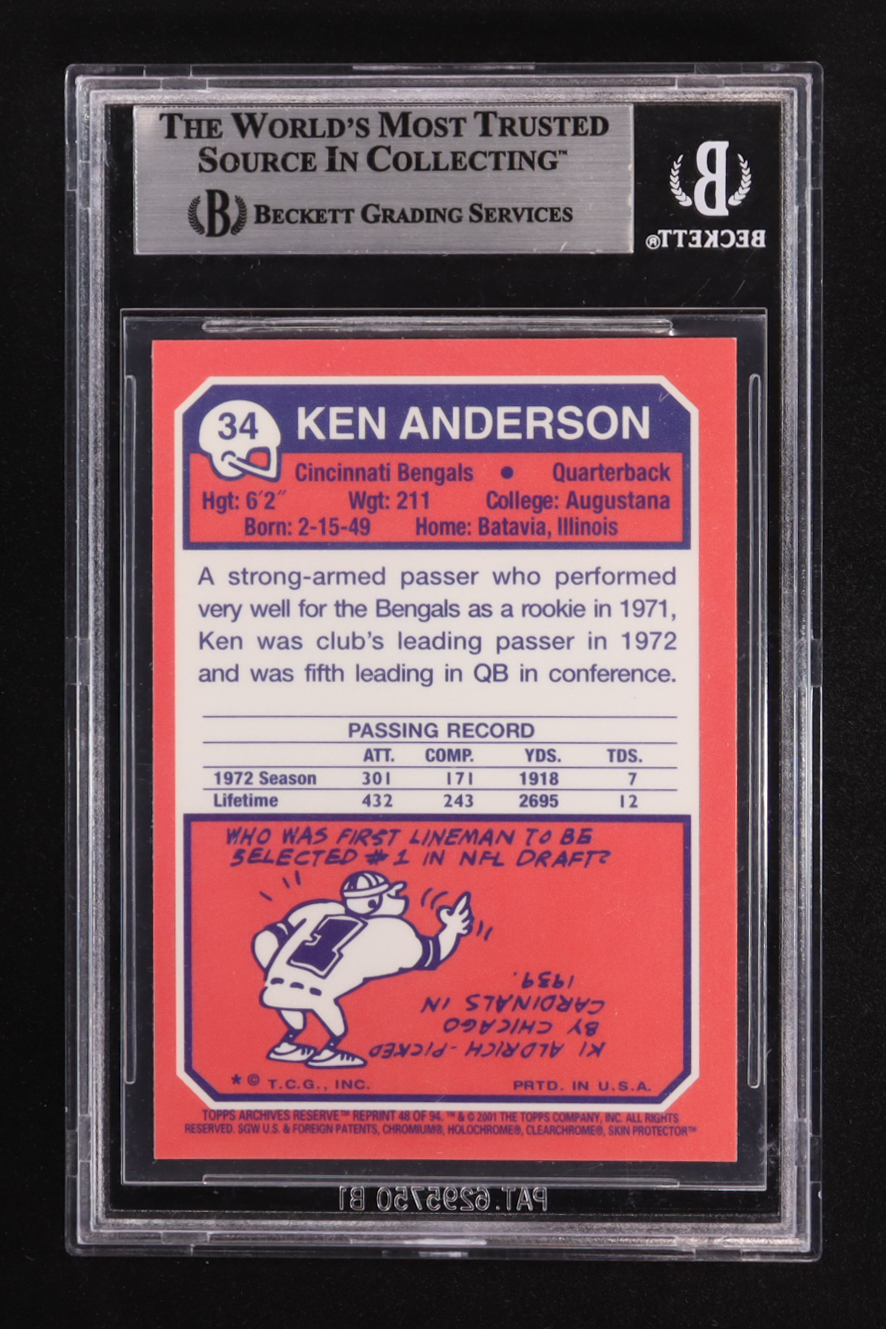 THE WORLD'S MOST TRUSTED
SOURCE IN COLLECTING™
B BECKETT GRADING SERVICES
B
BECKETT®
34
KEN ANDERSON
Cincinnati Bengals • Quarterback
Hgt: 6'2" Wgt: 211 College: Augustana
Born: 2-15-49 Home: Batavia, Illinois
A strong-armed passer who performed
very well for the Bengals as a rookie in 1971,
Ken was club's leading passer in 1972
and was fifth leading in QB in conference.
PASSING RECORD
ATT. COMP. YDS. TDS.
1972 Season 301 171 1918 7
Lifetime 432 243 2695 12
WHO WAS FIRST LINEMAN TO BE
SELECTED #1 IN NFL DRAFT?
1
KI ALDRICH - PICKED
BY CHICAGO
CARDINALS IN
1939.
* © T.C.G., INC. PRTD. IN U.S.A.
TOPPS ARCHIVES RESERVE™ REPRINT 48 OF 94. ™ & © 2001 THE TOPPS COMPANY, INC. ALL RIGHTS
RESERVED. SGW U.S. & FOREIGN PATENTS, CHROMIUM®, HOLOCHROME®, CLEARCHROME®, SKIN PROTECTOR™
PAT.6295750 B1